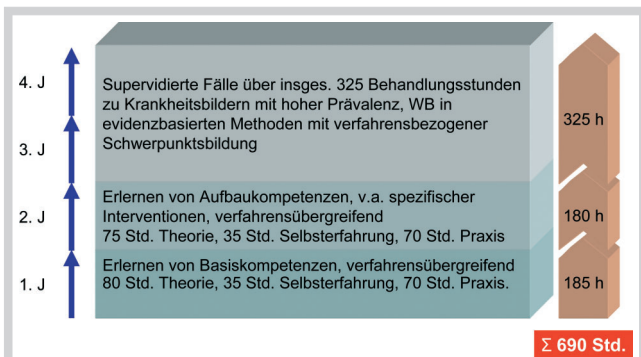 4. J
3. J
2. J
1. J
Supervidierte Fälle über insges. 325 Behandlungsstunden
zu Krankheitsbildern mit hoher Prävalenz, WB in
evidenzbasierten Methoden mit verfahrensbezogener
Schwerpunktsbildung
325 h
Erlernen von Aufbaukompetenzen, v.a. spezifischer
Interventionen, verfahrensübergreifend
75 Std. Theorie, 35 Std. Selbsterfahrung, 70 Std. Praxis
180 h
Erlernen von Basiskompetenzen, verfahrensübergreifend
80 Std. Theorie, 35 Std. Selbsterfahrung, 70 Std. Praxis.
185 h
Σ 690 Std.